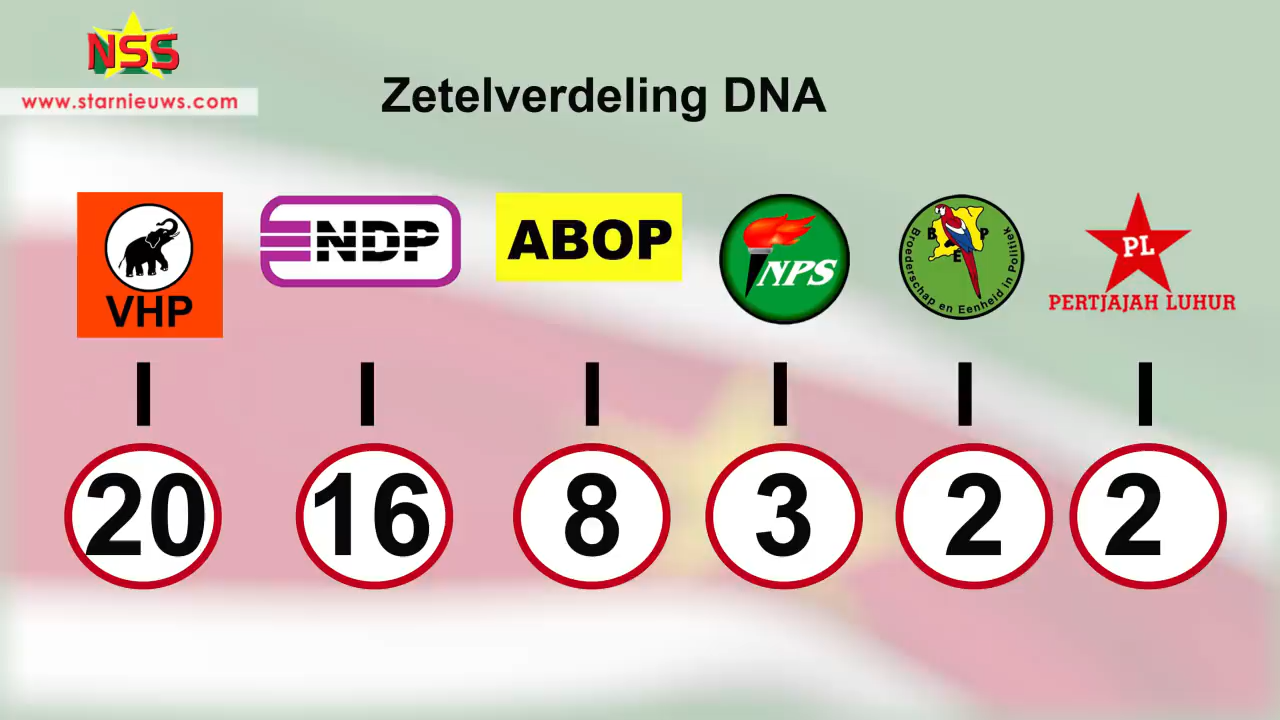 NSS
www.starnieuws.com
Zetelverdeling DNA
VHP
NDP
ABOP
NPS
B P
E
Broederschap en Eenheid in Politiek
PL
PERTJAJAH LUHUR
20
16
8
3
2
2